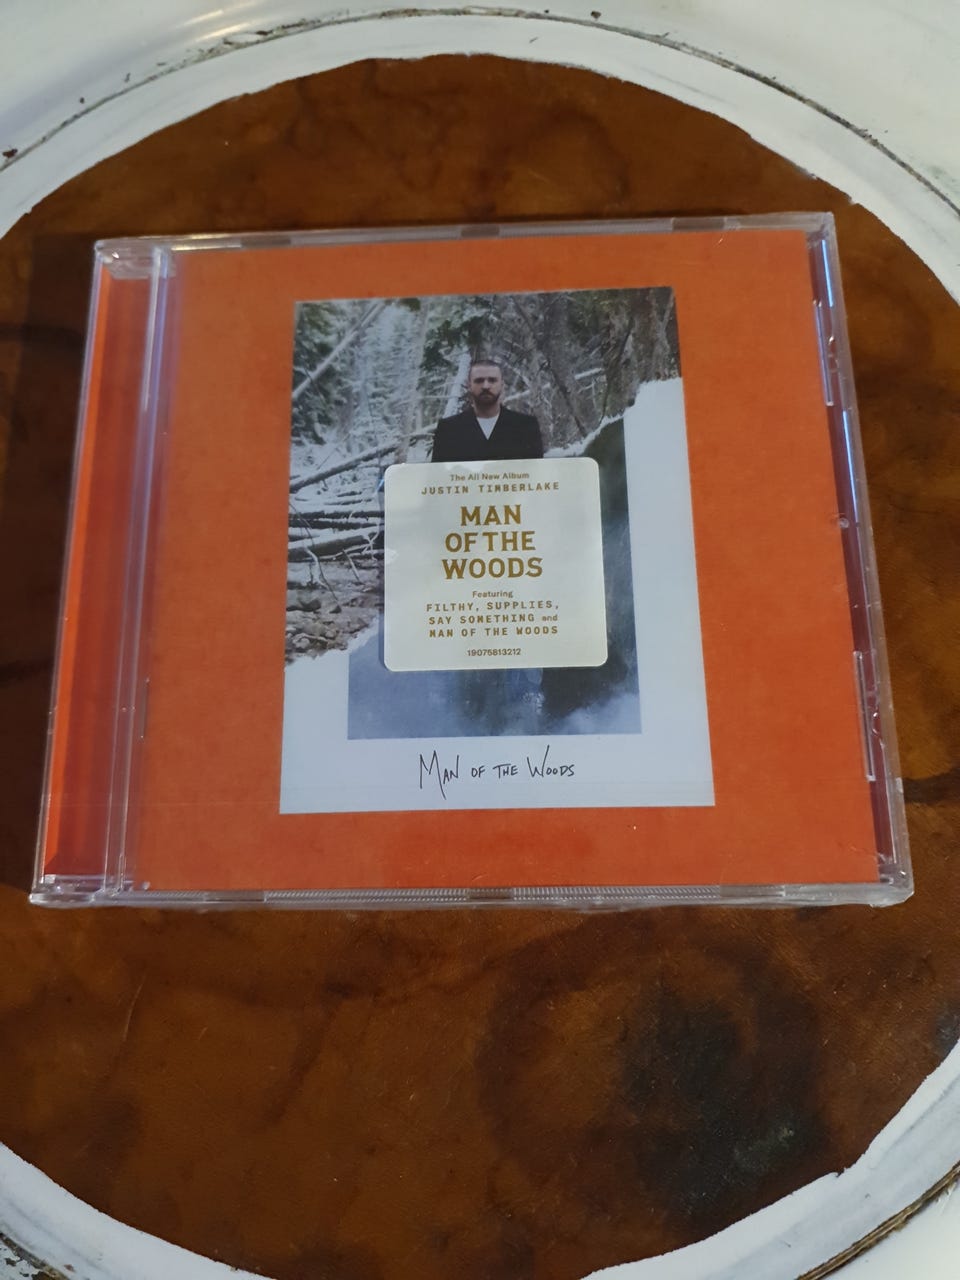 The All New Album
JUSTIN TIMBERLAKE
MAN
OF THE
WOODS
Featuring
FILTHY, SUPPLIES,
SAY SOMETHING and
MAN OF THE WOODS
19075813212
MAN OF THE WOODS